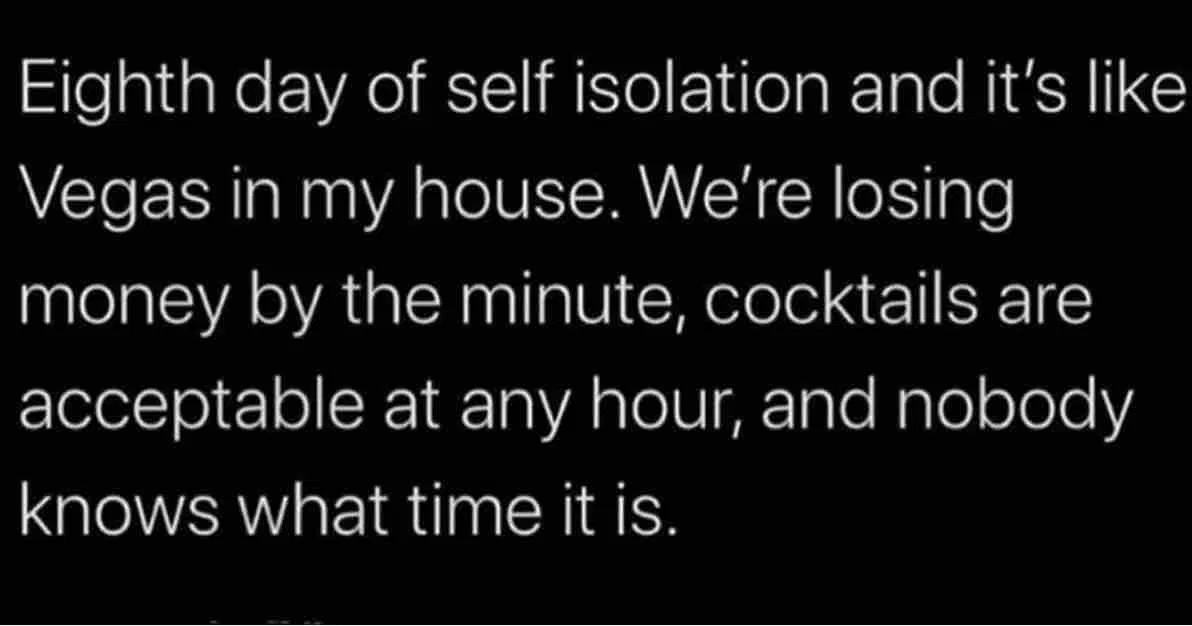 Eighth day of self isolation and it’s like
Vegas in my house. We’re losing
money by the minute, cocktails are
acceptable at any hour, and nobody
knows what time it is.